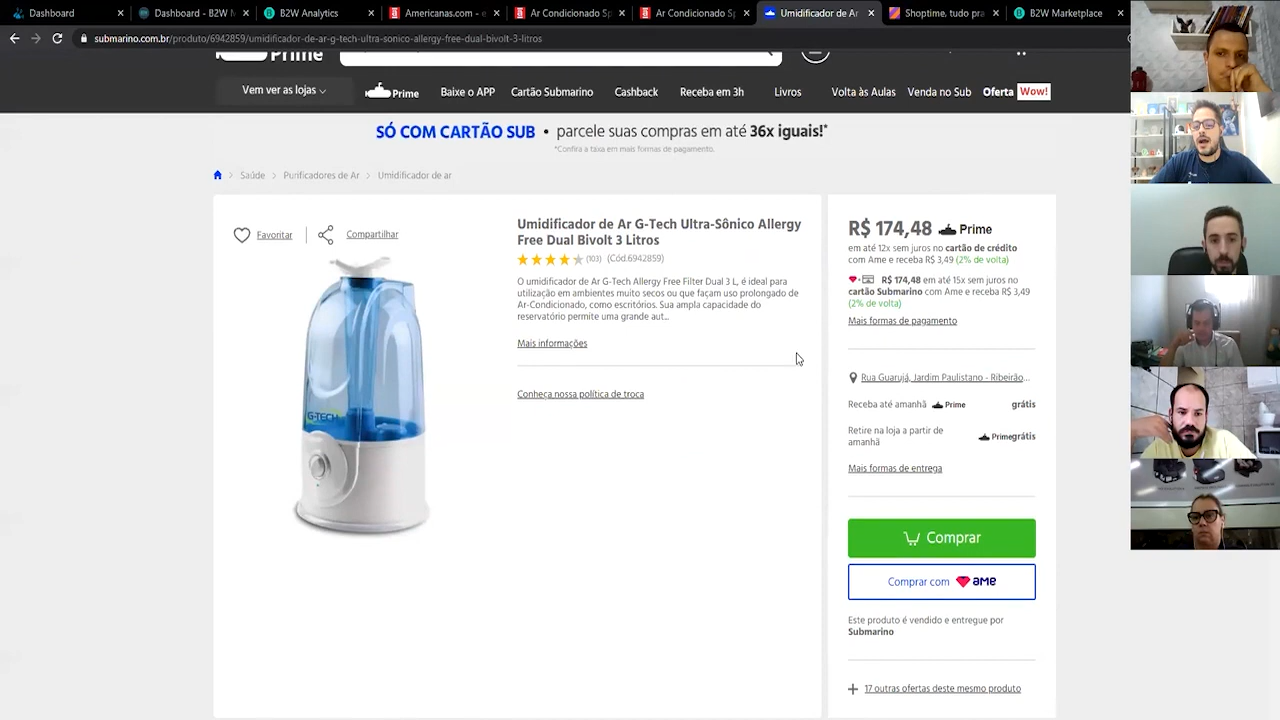 Dashboard
Dashboard - B2W M
B2W Analytics
Americanas.com - e
Ar Condicionado Sp
Ar Condicionado Sp
Umidificador de Ar
Shoptime, tudo pra
B2W Marketplace
submarino.com.br/produto/6942859/umidificador-de-ar-g-tech-ultra-sonico-allergy-free-dual-bivolt-3-litros
Prime
Vem ver as lojas
Prime
Baixe o APP
Cartão Submarino
Cashback
Receba em 3h
Livros
Volta às Aulas
Venda no Sub
Oferta Wow!
SÓ COM CARTÃO SUB • parcele suas compras em até 36x iguais!*
*Confira a taxa em mais formas de pagamento.
Saúde > Purificadores de Ar > Umidificador de ar
Favoritar
Compartilhar
G-TECH
Umidificador de Ar G-Tech Ultra-Sônico Allergy
Free Dual Bivolt 3 Litros
(103) (Cód.6942859)
O umidificador de Ar G-Tech Allergy Free Filter Dual 3 L, é ideal para
utilização em ambientes muito secos ou que façam uso prolongado de
Ar-Condicionado, como escritórios. Sua ampla capacidade do
reservatório permite uma grande aut...
Mais informações
Conheça nossa política de troca
R$ 174,48 Prime
em até 12x sem juros no cartão de crédito
com Ame e receba R$ 3,49 (2% de volta)
R$ 174,48 em até 15x sem juros no
cartão Submarino com Ame e receba R$ 3,49
(2% de volta)
Mais formas de pagamento
Rua Guarujá, Jardim Paulistano - Ribeirão...
Receba até amanhã Prime grátis
Retire na loja a partir de
amanhã
Prime grátis
Mais formas de entrega
Comprar
Comprar com ame
Este produto é vendido e entregue por
Submarino
+ 17 outras ofertas deste mesmo produto